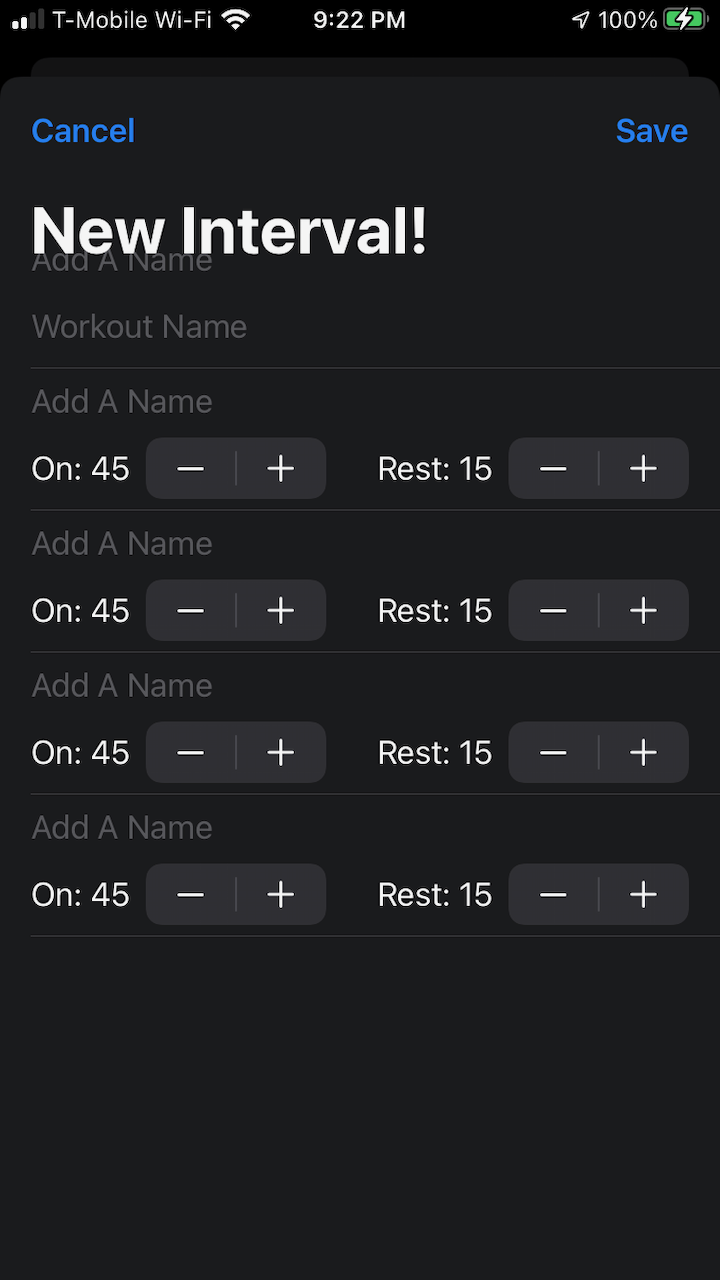 T-Mobile Wi-Fi 9:22 PM 100%
Cancel Save
New Interval!
Add A Name
Workout Name
Add A Name
On: 45 − + Rest: 15 − +
Add A Name
On: 45 − + Rest: 15 − +
Add A Name
On: 45 − + Rest: 15 − +
Add A Name
On: 45 − + Rest: 15 − +